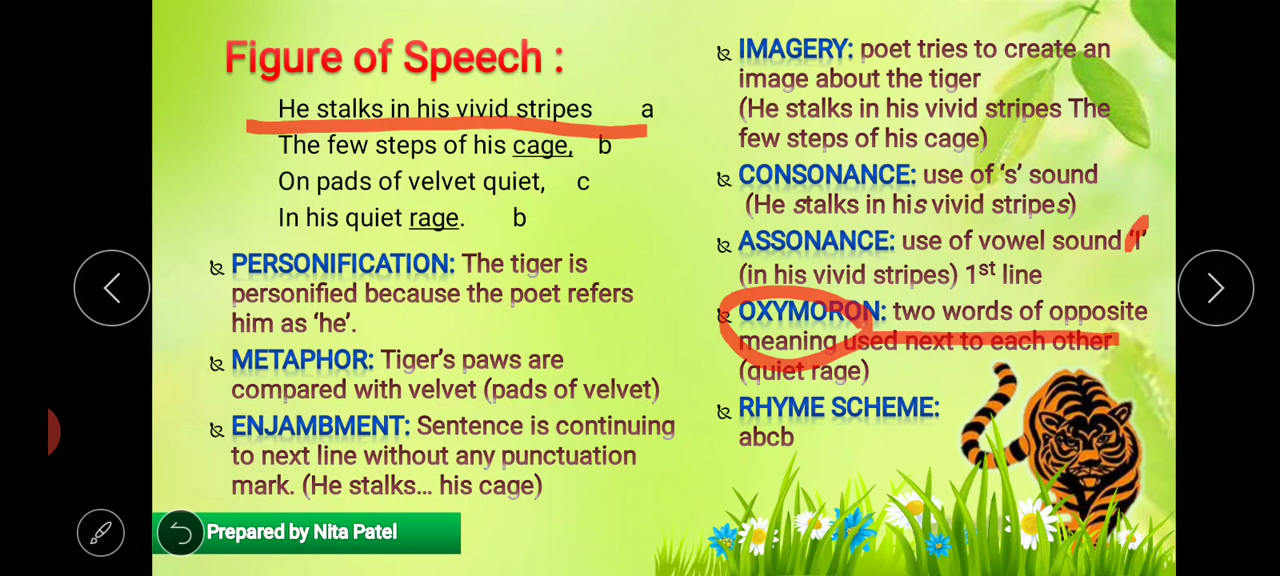 Figure of Speech :
He stalks in his vivid stripes a
The few steps of his cage, b
On pads of velvet quiet, c
In his quiet rage. b
PERSONIFICATION: The tiger is
personified because the poet refers
him as ‘he’.
METAPHOR: Tiger’s paws are
compared with velvet (pads of velvet)
ENJAMBMENT: Sentence is continuing
to next line without any punctuation
mark. (He stalks... his cage)
Prepared by Nita Patel
IMAGERY: poet tries to create an
image about the tiger
(He stalks in his vivid stripes The
few steps of his cage)
CONSONANCE: use of ‘s’ sound
(He stalks in his vivid stripes)
ASSONANCE: use of vowel sound ‘I’
(in his vivid stripes) 1st line
OXYMORON: two words of opposite
meaning used next to each other
(quiet rage)
RHYME SCHEME:
abcb